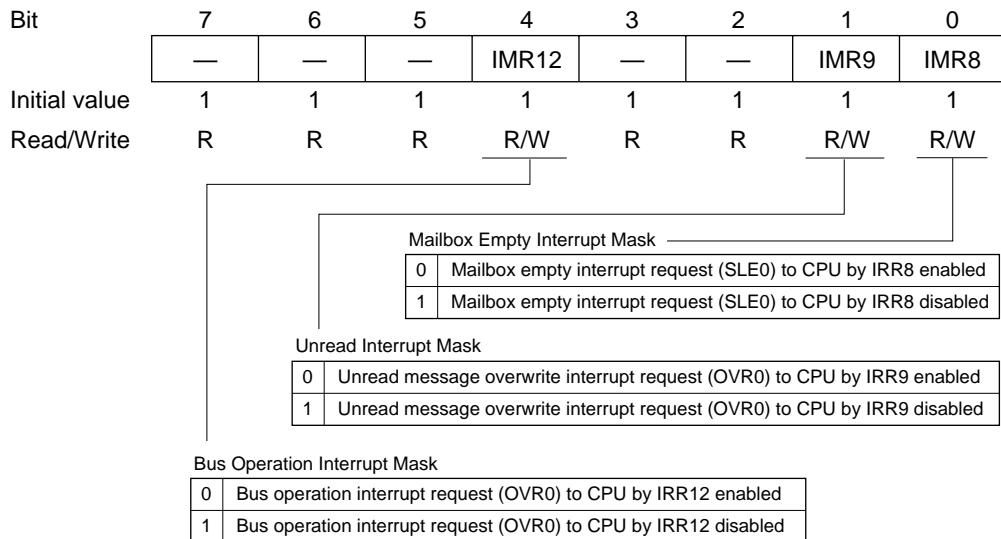 Bit 7 6 5 4 3 2 1 0
— — — IMR12 — — IMR9 IMR8
Initial value 1 1 1 1 1 1 1 1
Read/Write R R R R/W R R R/W R/W
Mailbox Empty Interrupt Mask
0 Mailbox empty interrupt request (SLE0) to CPU by IRR8 enabled
1 Mailbox empty interrupt request (SLE0) to CPU by IRR8 disabled
Unread Interrupt Mask
0 Unread message overwrite interrupt request (OVR0) to CPU by IRR9 enabled
1 Unread message overwrite interrupt request (OVR0) to CPU by IRR9 disabled
Bus Operation Interrupt Mask
0 Bus operation interrupt request (OVR0) to CPU by IRR12 enabled
1 Bus operation interrupt request (OVR0) to CPU by IRR12 disabled